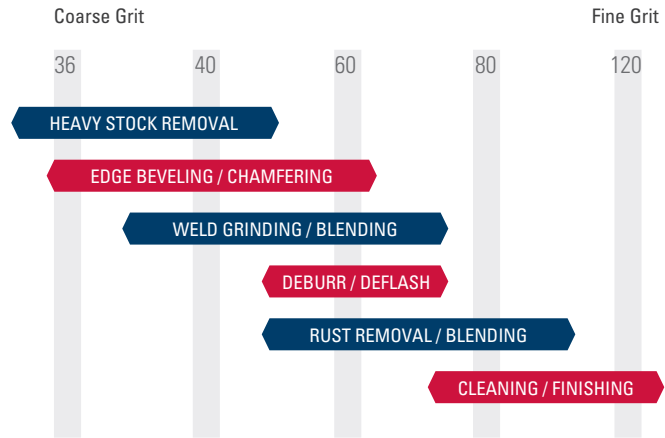 Coarse Grit Fine Grit
36 40 60 80 120
HEAVY STOCK REMOVAL
EDGE BEVELING / CHAMFERING
WELD GRINDING / BLENDING
DEBURR / DEFLASH
RUST REMOVAL / BLENDING
CLEANING / FINISHING